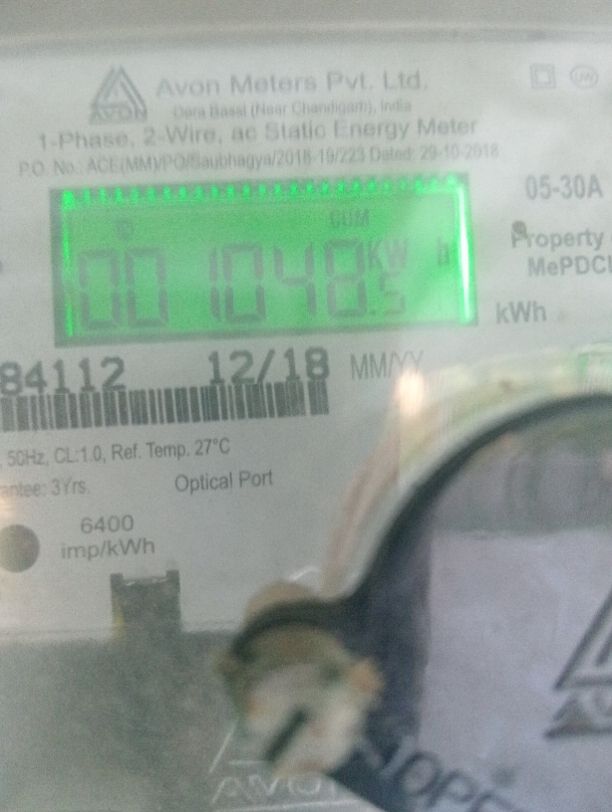 Avon Meters Pvt. Ltd.
AVON
Dera Bassi (Near Chandigarh), India
1-Phase, 2-Wire, ac Static Energy Meter
P.O. No.: ACE(MM)/PO/Saubhagya/2018-19/223 Dated: 29-10-2018
05-30A
CUM
001048.5 KW h
Property
MePDCL
kWh
84112 12/18 MM/YY
50Hz, CL:1.0, Ref. Temp. 27°C
3Yrs. Optical Port
6400
imp/kWh
AVON